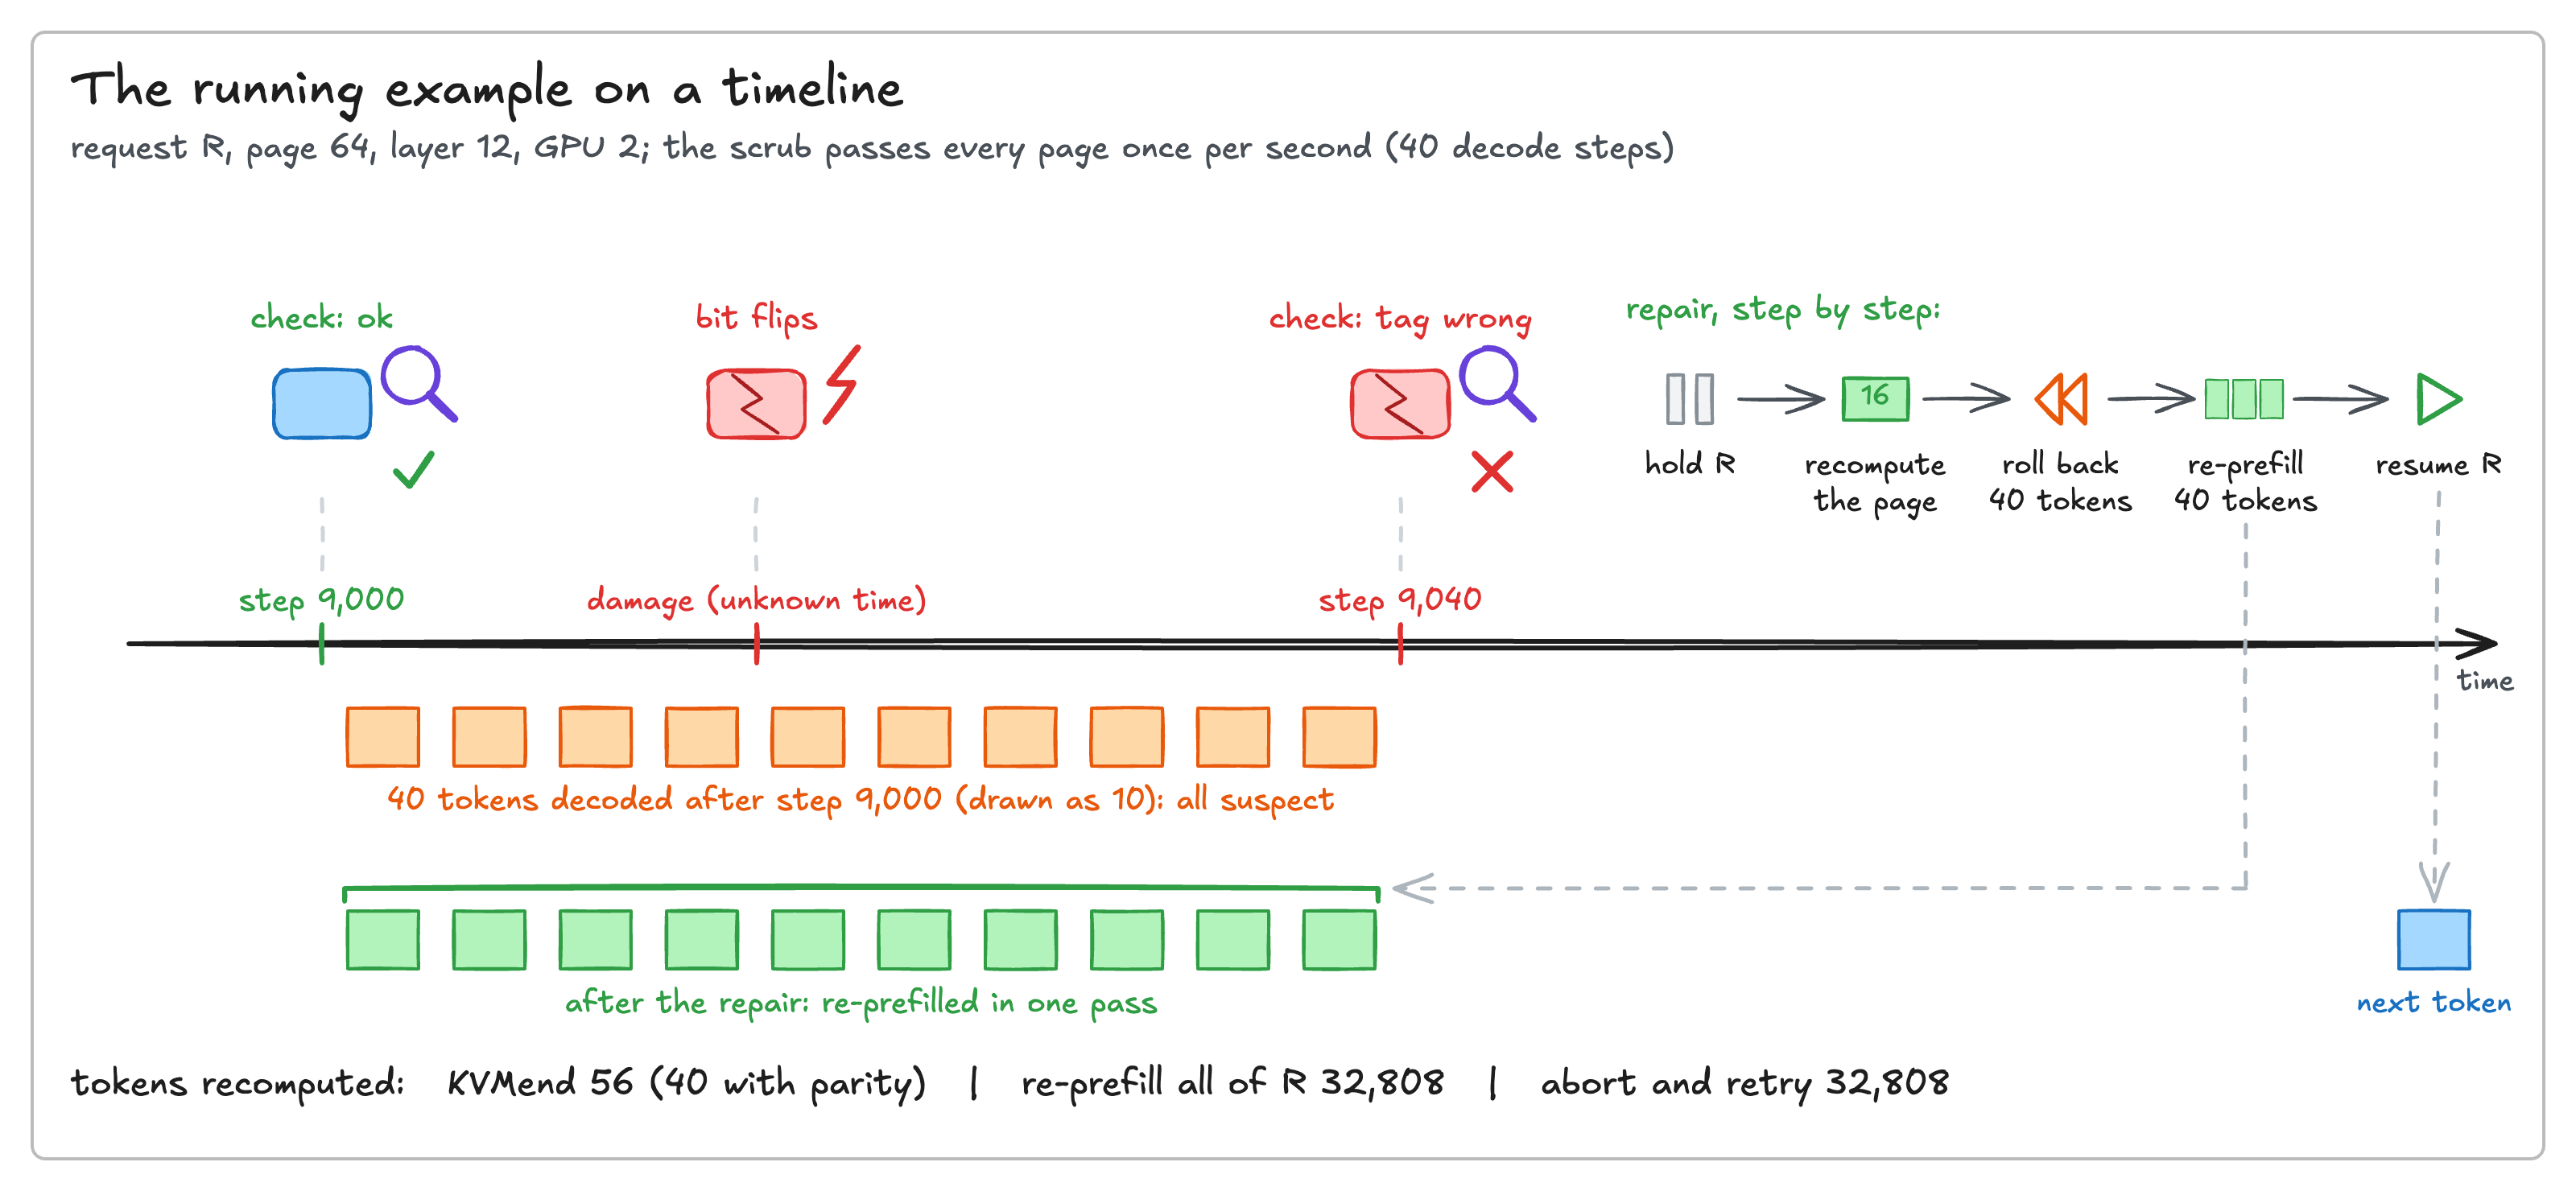 The running example on a timeline
request R, page 64, layer 12, GPU 2; the scrub passes every page once per second (40 decode steps)
check: ok
bit flips
check: tag wrong
repair, step by step:
16
hold R
recompute
the page
roll back
40 tokens
re-prefill
40 tokens
resume R
step 9,000
damage (unknown time)
step 9,040
time
40 tokens decoded after step 9,000 (drawn as 10): all suspect
after the repair: re-prefilled in one pass
next token
tokens recomputed: KVMend 56 (40 with parity) | re-prefill all of R 32,808 | abort and retry 32,808